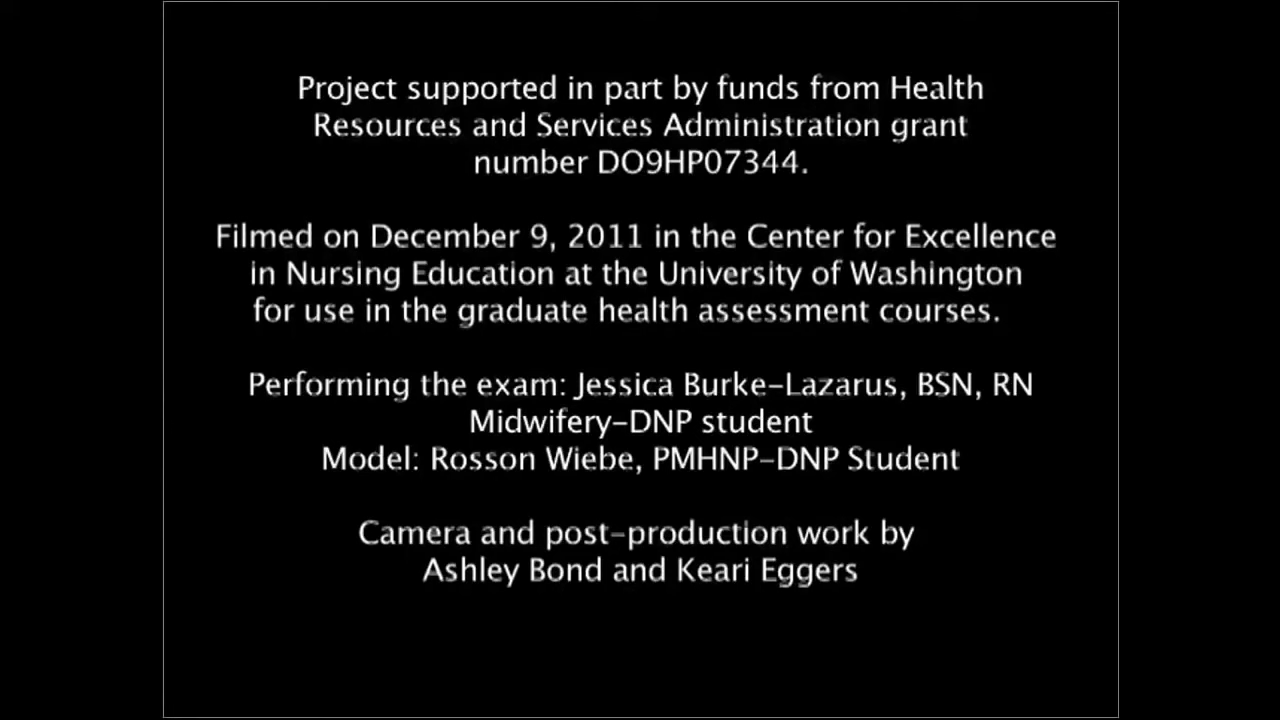 Project supported in part by funds from Health
Resources and Services Administration grant
number DO9HP07344.
Filmed on December 9, 2011 in the Center for Excellence
in Nursing Education at the University of Washington
for use in the graduate health assessment courses.
Performing the exam: Jessica Burke-Lazarus, BSN, RN
Midwifery-DNP student
Model: Rosson Wiebe, PMHNP-DNP Student
Camera and post-production work by
Ashley Bond and Keari Eggers